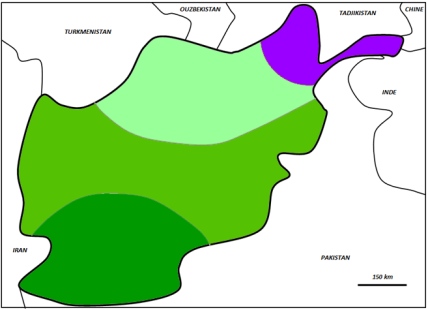 OUZBEKISTAN
CHINE
TADJIKISTAN
TURKMENISTAN
INDE
IRAN
PAKISTAN
150 km